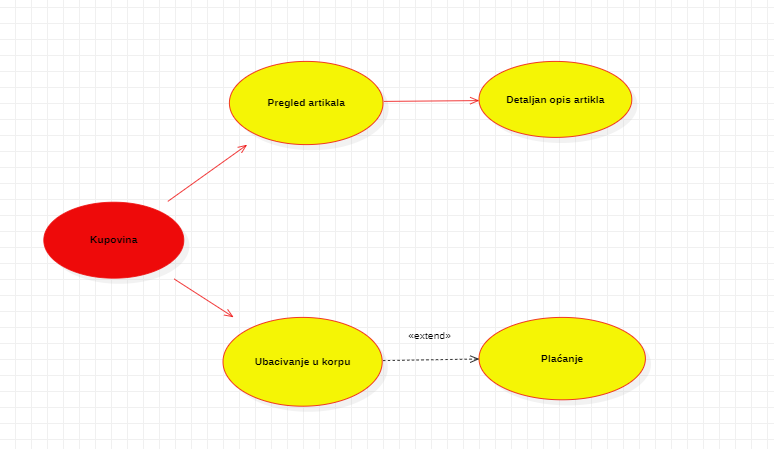 Pregled artikala
Detaljan opis artikla
Kupovina
«extend»
Ubacivanje u korpu
Plaćanje